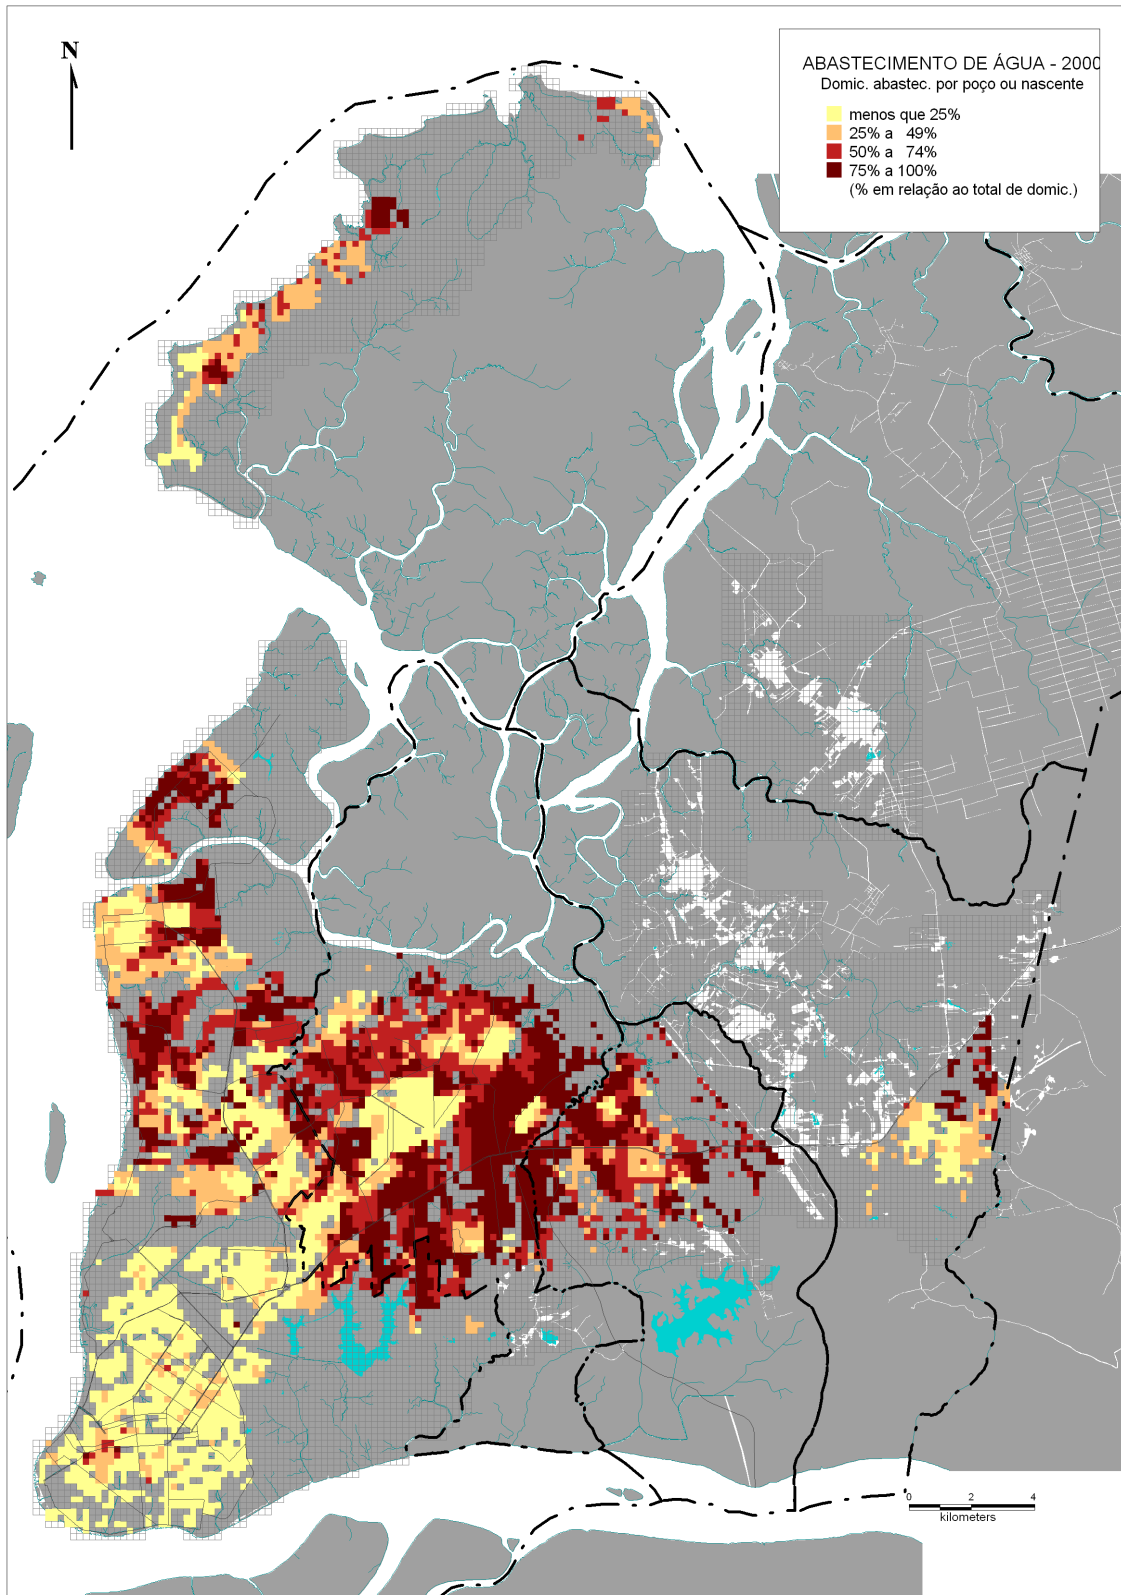 N
ABASTECIMENTO DE ÁGUA - 2000
Domic. abastec. por poço ou nascente
menos que 25%
25% a 49%
50% a 74%
75% a 100%
(% em relação ao total de domic.)
0 2 4
kilometers